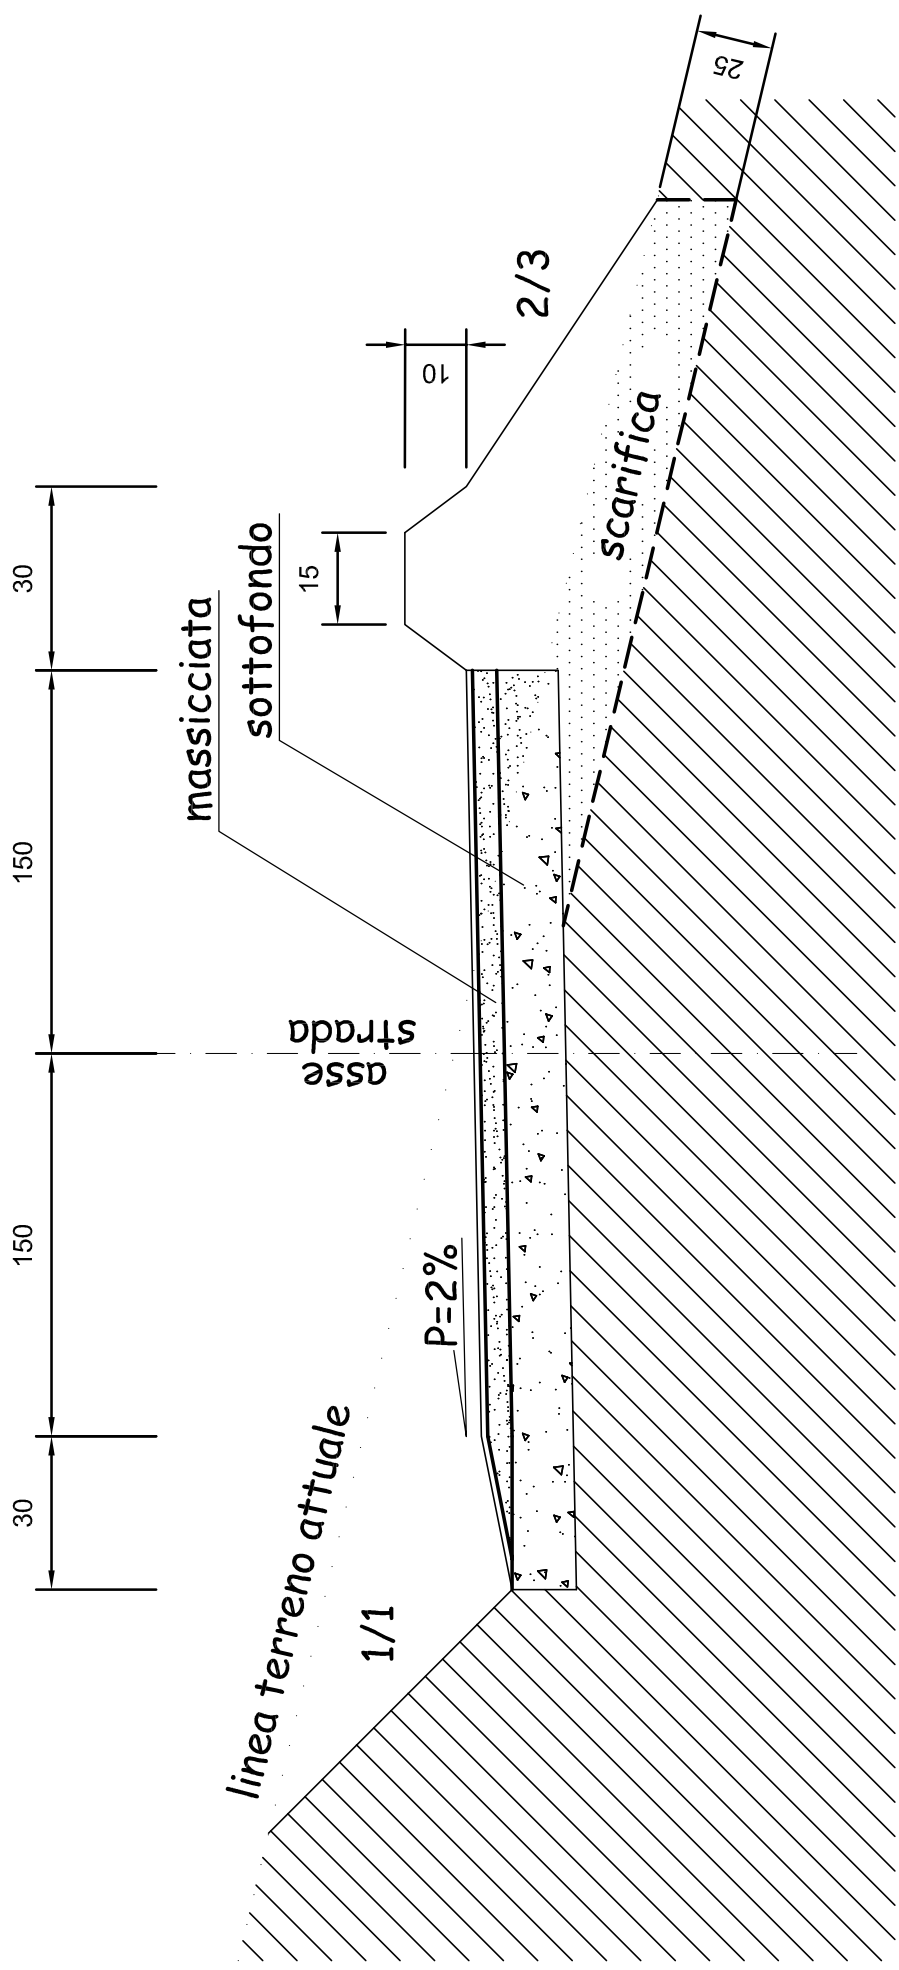 30
150
150
30
linea terreno attuale
1/1
P=2%
asse
strada
massicciata
sottofondo
15
10
2/3
scarifica
25